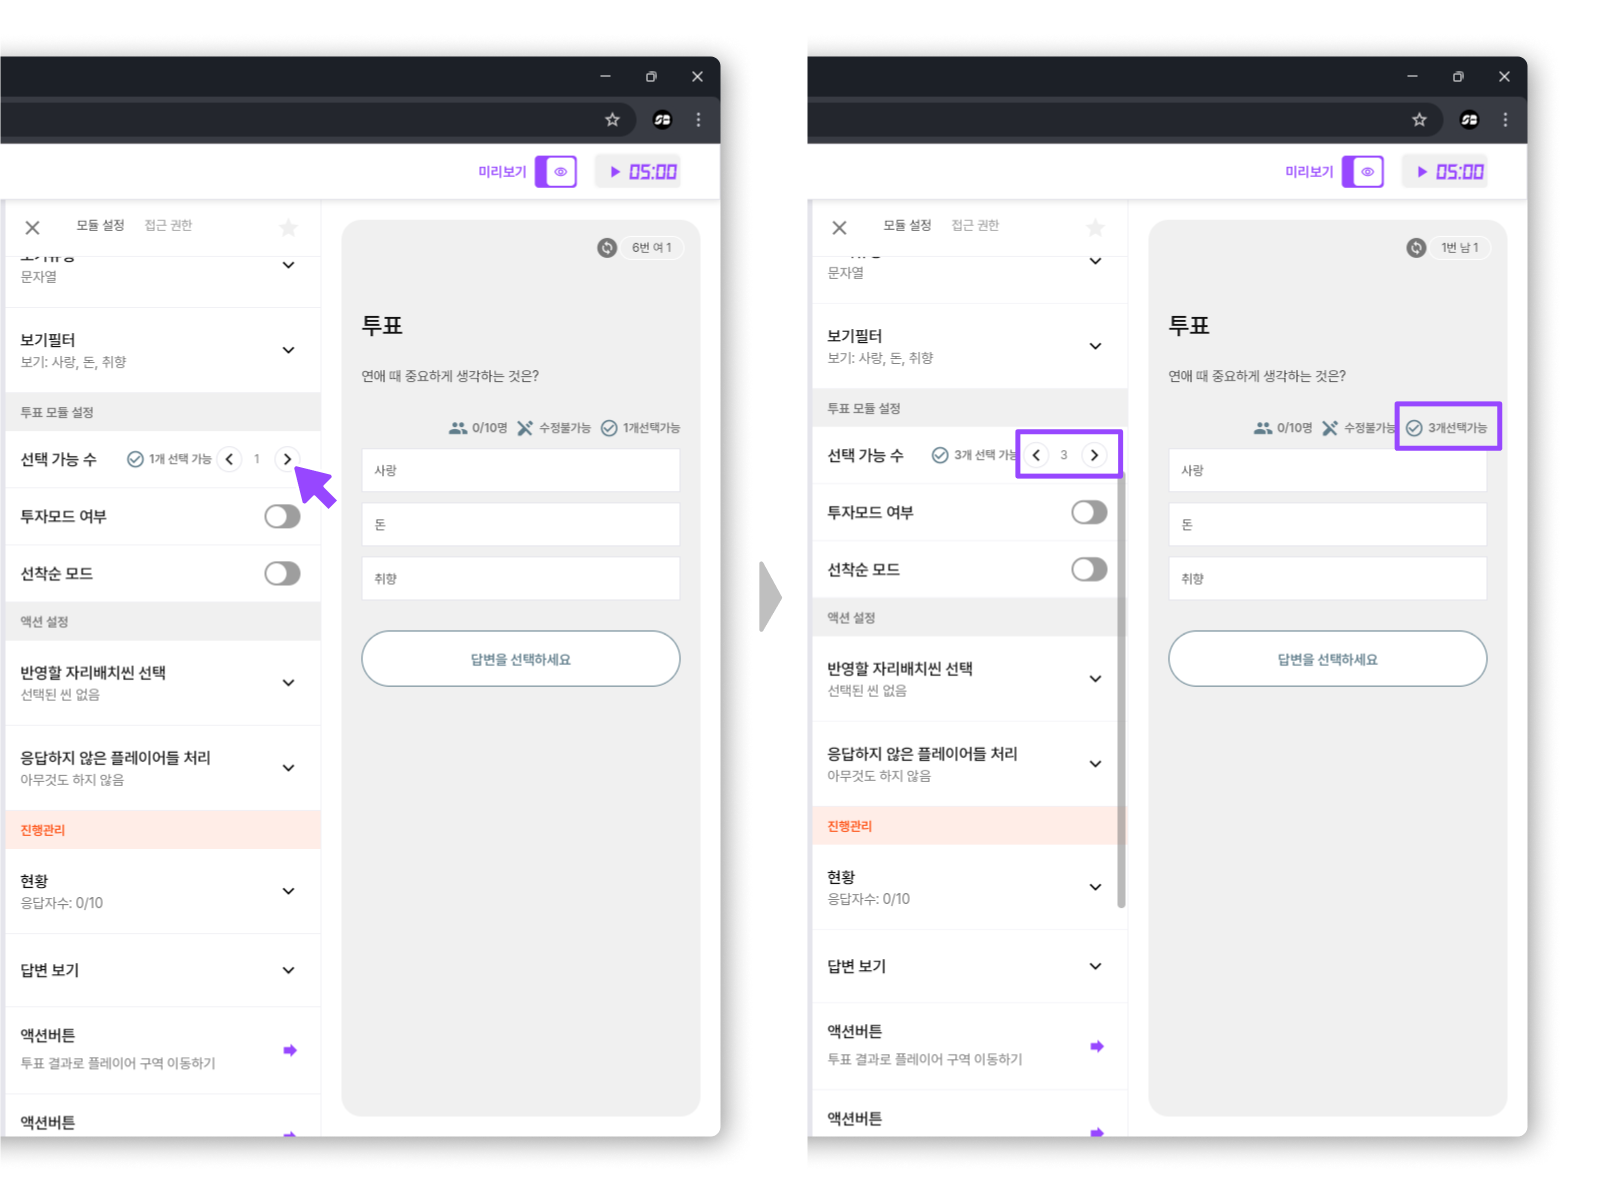 미리보기
05:00
모듈 설정
접근 권한
문자열
보기필터
보기: 사랑, 돈, 취향
투표 모듈 설정
선택 가능 수
1개 선택 가능
1
투자모드 여부
선착순 모드
액션 설정
반영할 자리배치씬 선택
선택된 씬 없음
응답하지 않은 플레이어들 처리
아무것도 하지 않음
진행관리
현황
응답자수: 0/10
답변 보기
액션버튼
투표 결과로 플레이어 구역 이동하기
액션버튼
6번 여 1
투표
연애 때 중요하게 생각하는 것은?
0/10명
수정불가능
1개선택가능
사랑
돈
취향
답변을 선택하세요
미리보기
05:00
모듈 설정
접근 권한
문자열
보기필터
보기: 사랑, 돈, 취향
투표 모듈 설정
선택 가능 수
3개 선택 가능
3
투자모드 여부
선착순 모드
액션 설정
반영할 자리배치씬 선택
선택된 씬 없음
응답하지 않은 플레이어들 처리
아무것도 하지 않음
진행관리
현황
응답자수: 0/10
답변 보기
액션버튼
투표 결과로 플레이어 구역 이동하기
액션버튼
1번 남 1
투표
연애 때 중요하게 생각하는 것은?
0/10명
수정불가능
3개선택가능
사랑
돈
취향
답변을 선택하세요